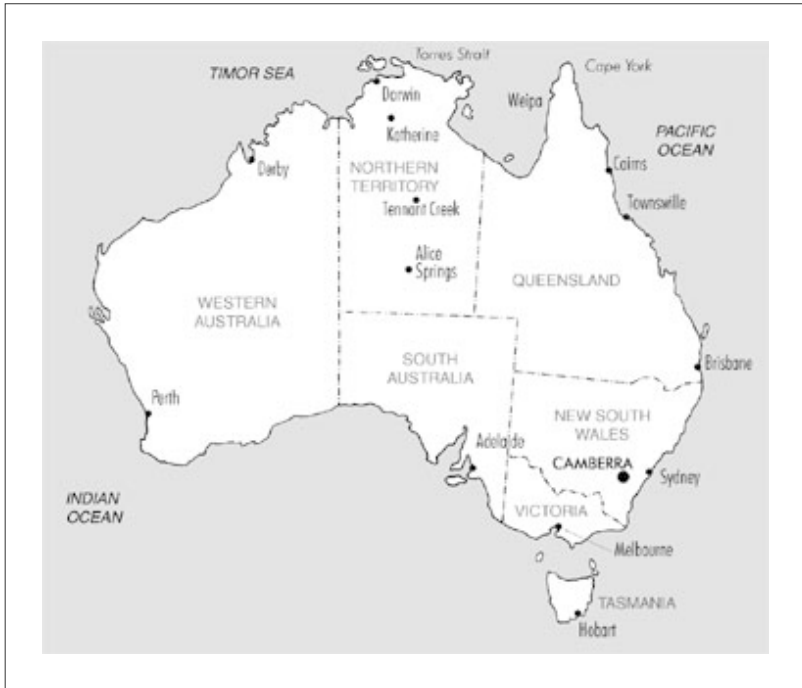 Torres Strait
TIMOR SEA
Cape York
Darwin
Weipa
Katherine
PACIFIC
OCEAN
Derby
NORTHERN
TERRITORY
Cairns
Tennant Creek
Townsville
Alice
Springs
QUEENSLAND
WESTERN
AUSTRALIA
SOUTH
AUSTRALIA
Brisbane
Perth
NEW SOUTH
WALES
Adelaide
CAMBERRA
Sydney
INDIAN
OCEAN
VICTORIA
Melbourne
TASMANIA
Hobart